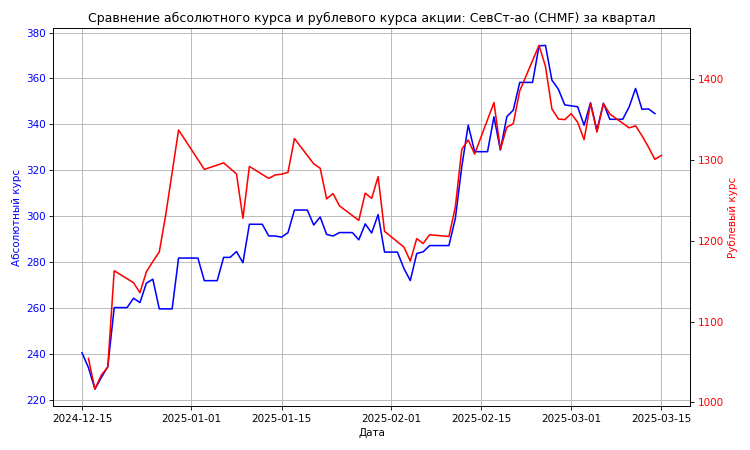 Сравнение абсолютного курса и рублевого курса акции: СевСт-ао (CHMF) за квартал
380
360
340
320
300
280
260
240
220
Абсолютный курс
1400
1300
1200
1100
1000
Рублевый курс
2024-12-15 2025-01-01 2025-01-15 2025-02-01 2025-02-15 2025-03-01 2025-03-15
Дата